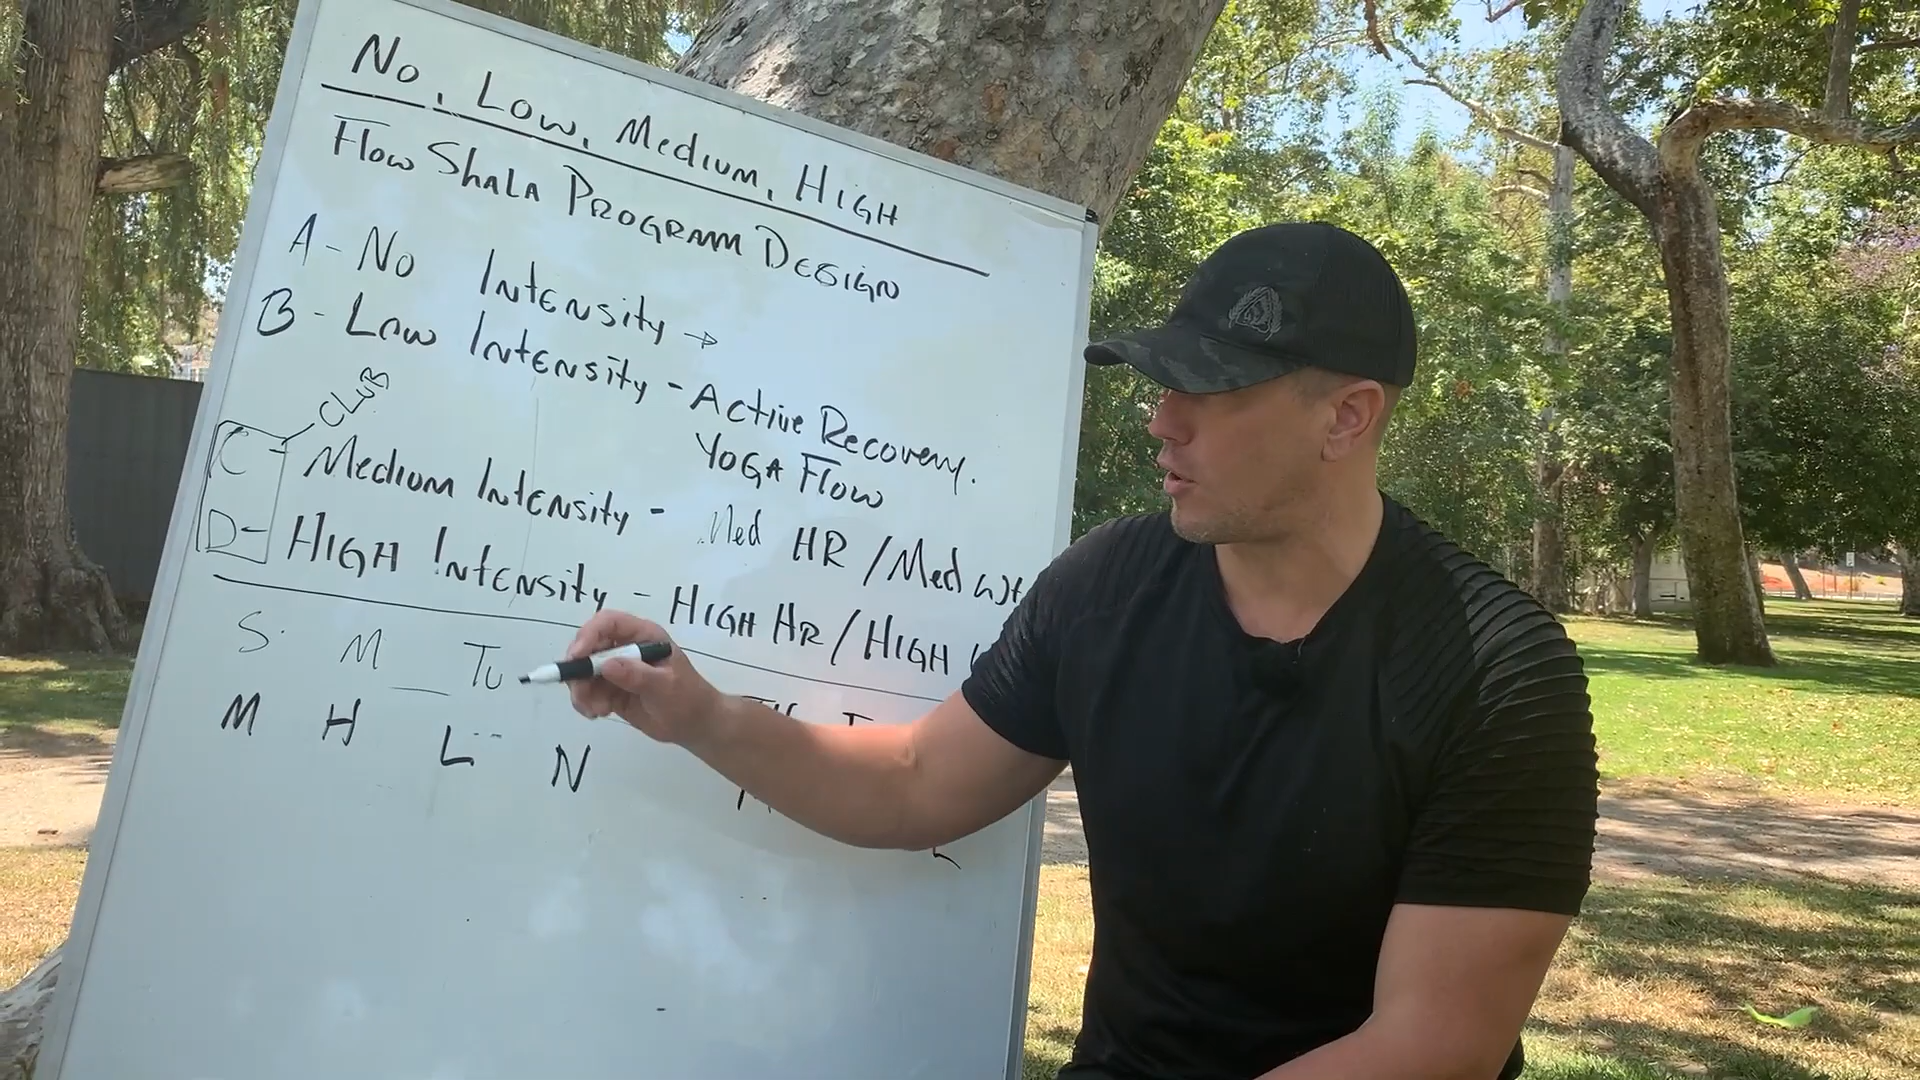 No, Low, Medium, High
Flow Shala Program Design
A - No Intensity →
B - Low Intensity - Active Recovery.
Yoga Flow
CLUB
C - Medium Intensity - Med HR / Med wt
D - High Intensity - High HR / High
S M Tu
M H L N